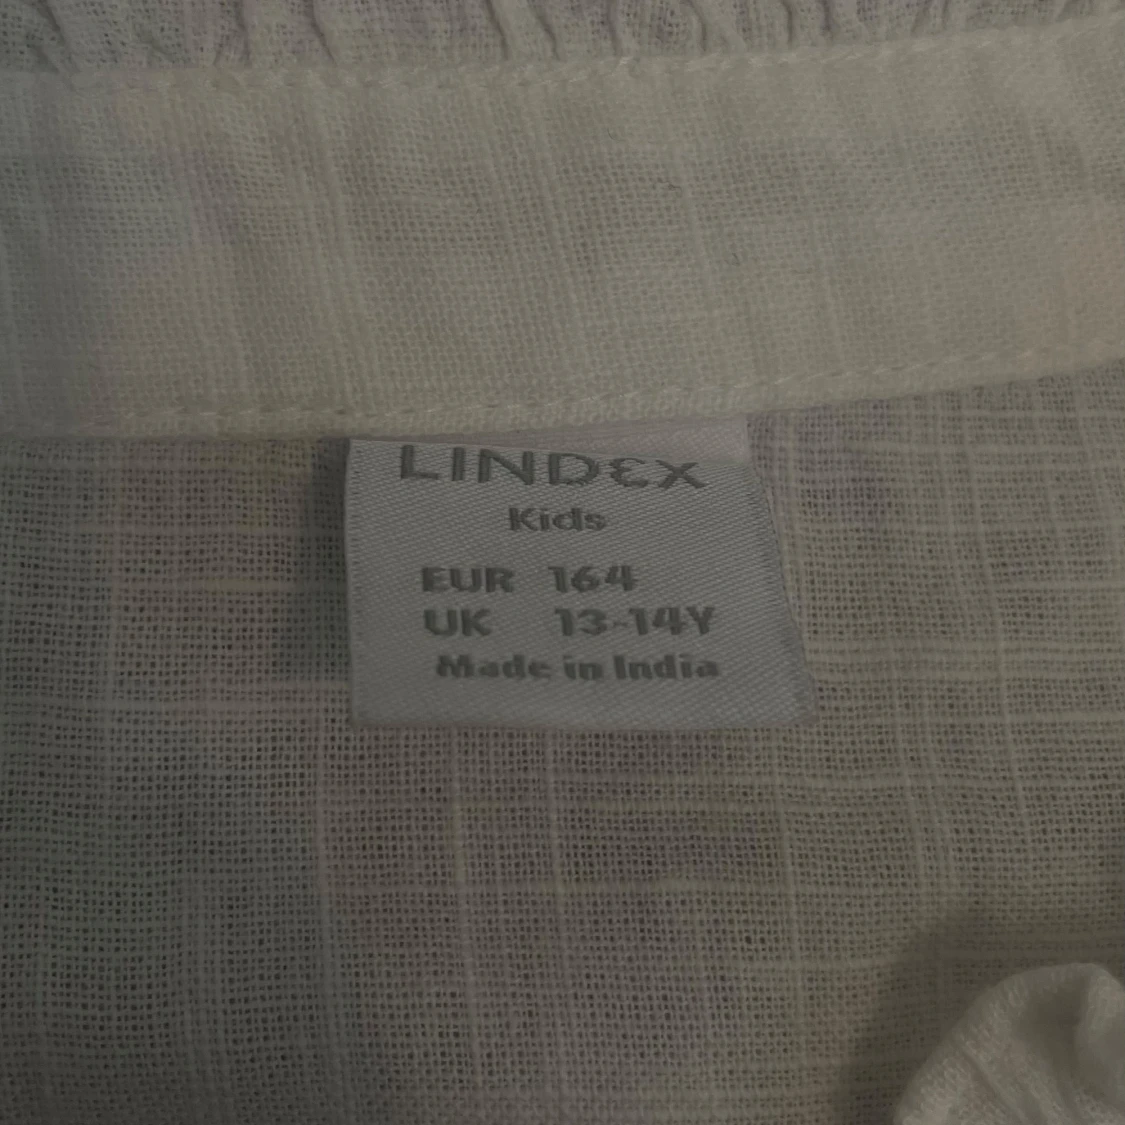 LINDEX
Kids
EUR 164
UK 13-14Y
Made in India